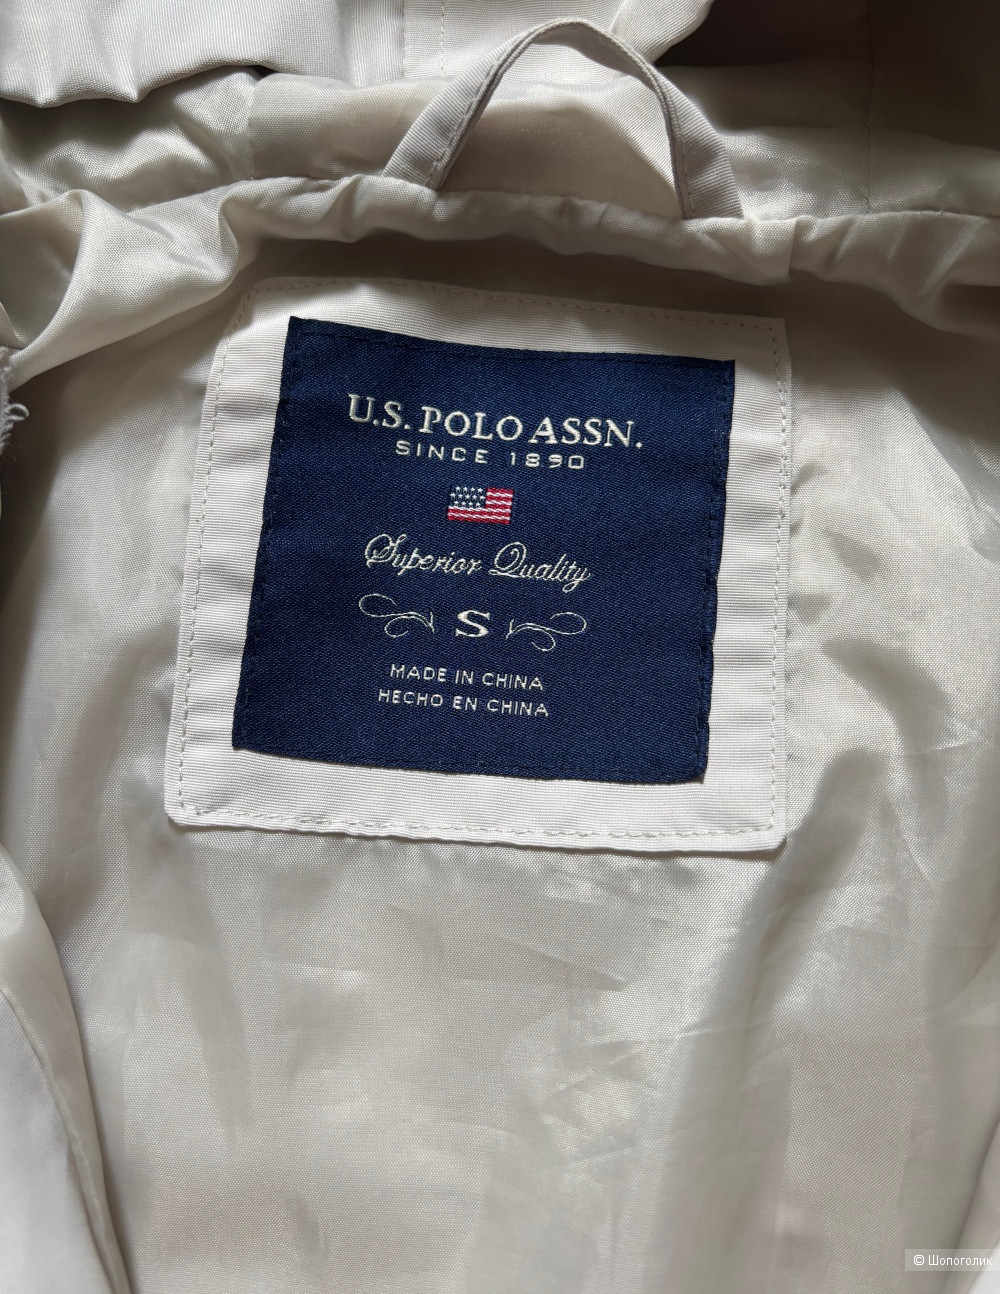 U.S. POLO ASSN.
SINCE 1890
Superior Quality
S
MADE IN CHINA
HECHO EN CHINA
© Шопоголик